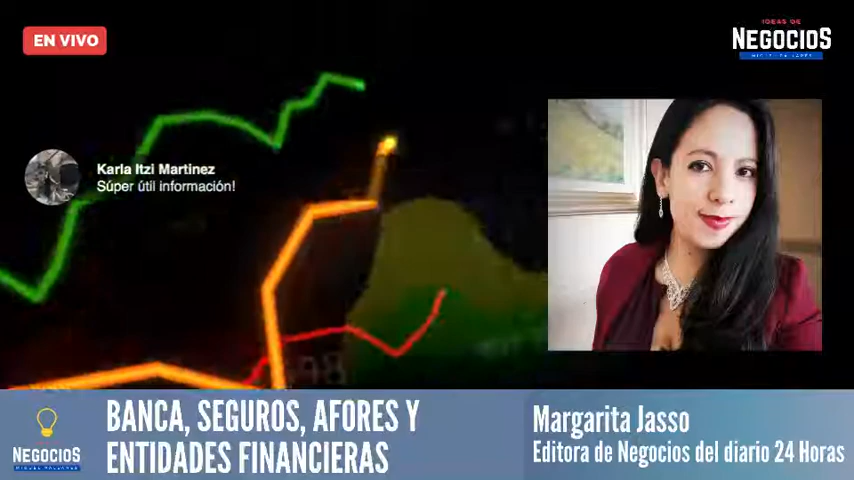 EN VIVO
IDEAS DE
NEGOCIOS
Karla Itzi Martinez
Súper útil información!
BANCA, SEGUROS, AFORES Y
ENTIDADES FINANCIERAS
Margarita Jasso
Editora de Negocios del diario 24 Horas
NEGOCIOS